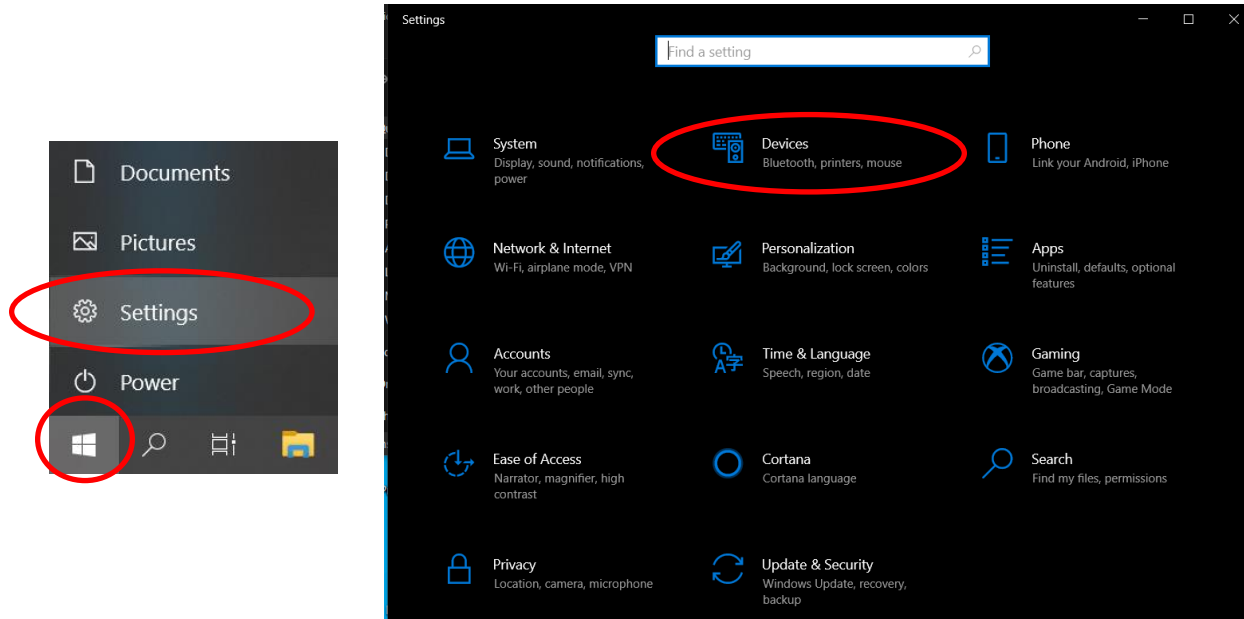 Documents
Pictures
Settings
Power
Settings
Find a setting
System
Display, sound, notifications,
power
Devices
Bluetooth, printers, mouse
Phone
Link your Android, iPhone
Network & Internet
Wi-Fi, airplane mode, VPN
Personalization
Background, lock screen, colors
Apps
Uninstall, defaults, optional
features
Accounts
Your accounts, email, sync,
work, other people
Time & Language
Speech, region, date
Gaming
Game bar, captures,
broadcasting, Game Mode
Ease of Access
Narrator, magnifier, high
contrast
Cortana
Cortana language
Search
Find my files, permissions
Privacy
Location, camera, microphone
Update & Security
Windows Update, recovery,
backup